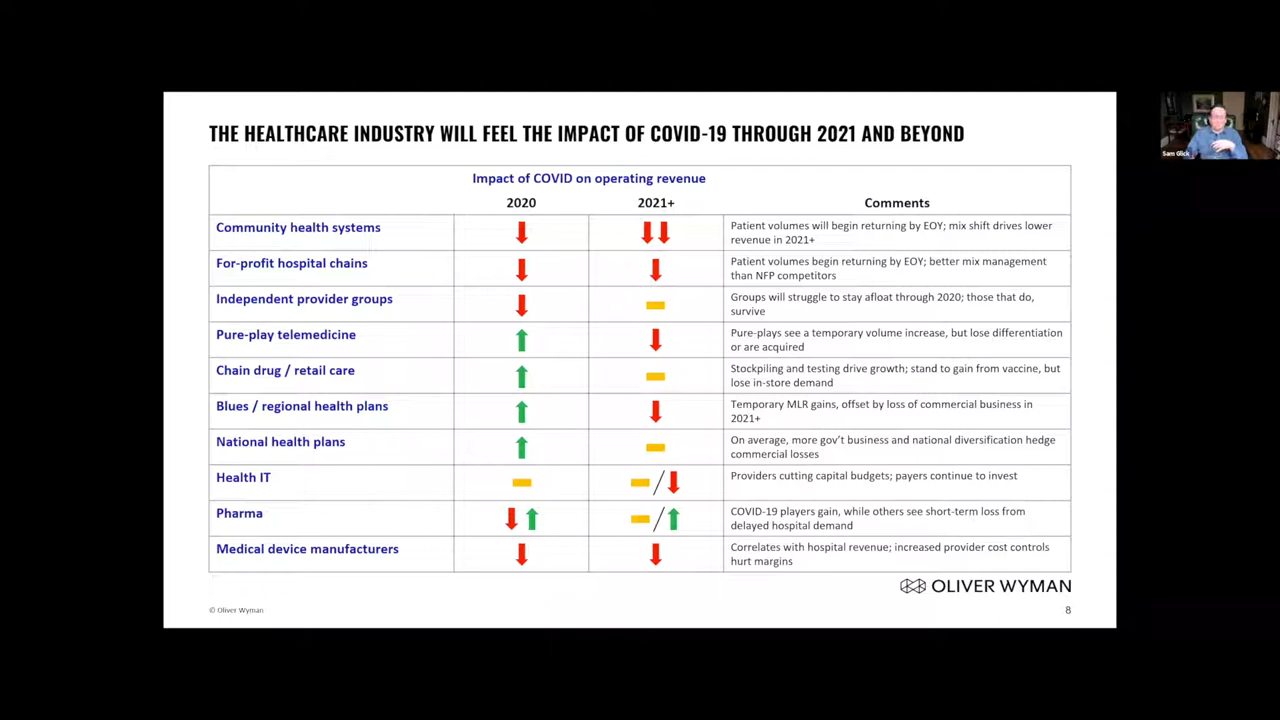 THE HEALTHCARE INDUSTRY WILL FEEL THE IMPACT OF COVID-19 THROUGH 2021 AND BEYOND
Impact of COVID on operating revenue
2020
2021+
Comments
Community health systems
Patient volumes will begin returning by EOY; mix shift drives lower
revenue in 2021+
For-profit hospital chains
Patient volumes begin returning by EOY; better mix management
than NFP competitors
Independent provider groups
Groups will struggle to stay afloat through 2020; those that do,
survive
Pure-play telemedicine
Pure-plays see a temporary volume increase, but lose differentiation
or are acquired
Chain drug / retail care
Stockpiling and testing drive growth; stand to gain from vaccine, but
lose in-store demand
Blues / regional health plans
Temporary MLR gains, offset by loss of commercial business in
2021+
National health plans
On average, more gov't business and national diversification hedge
commercial losses
Health IT
/
Providers cutting capital budgets; payers continue to invest
Pharma
/
COVID-19 players gain, while others see short-term loss from
delayed hospital demand
Medical device manufacturers
Correlates with hospital revenue; increased provider cost controls
hurt margins
OLIVER WYMAN
© Oliver Wyman
8
Sam Glick